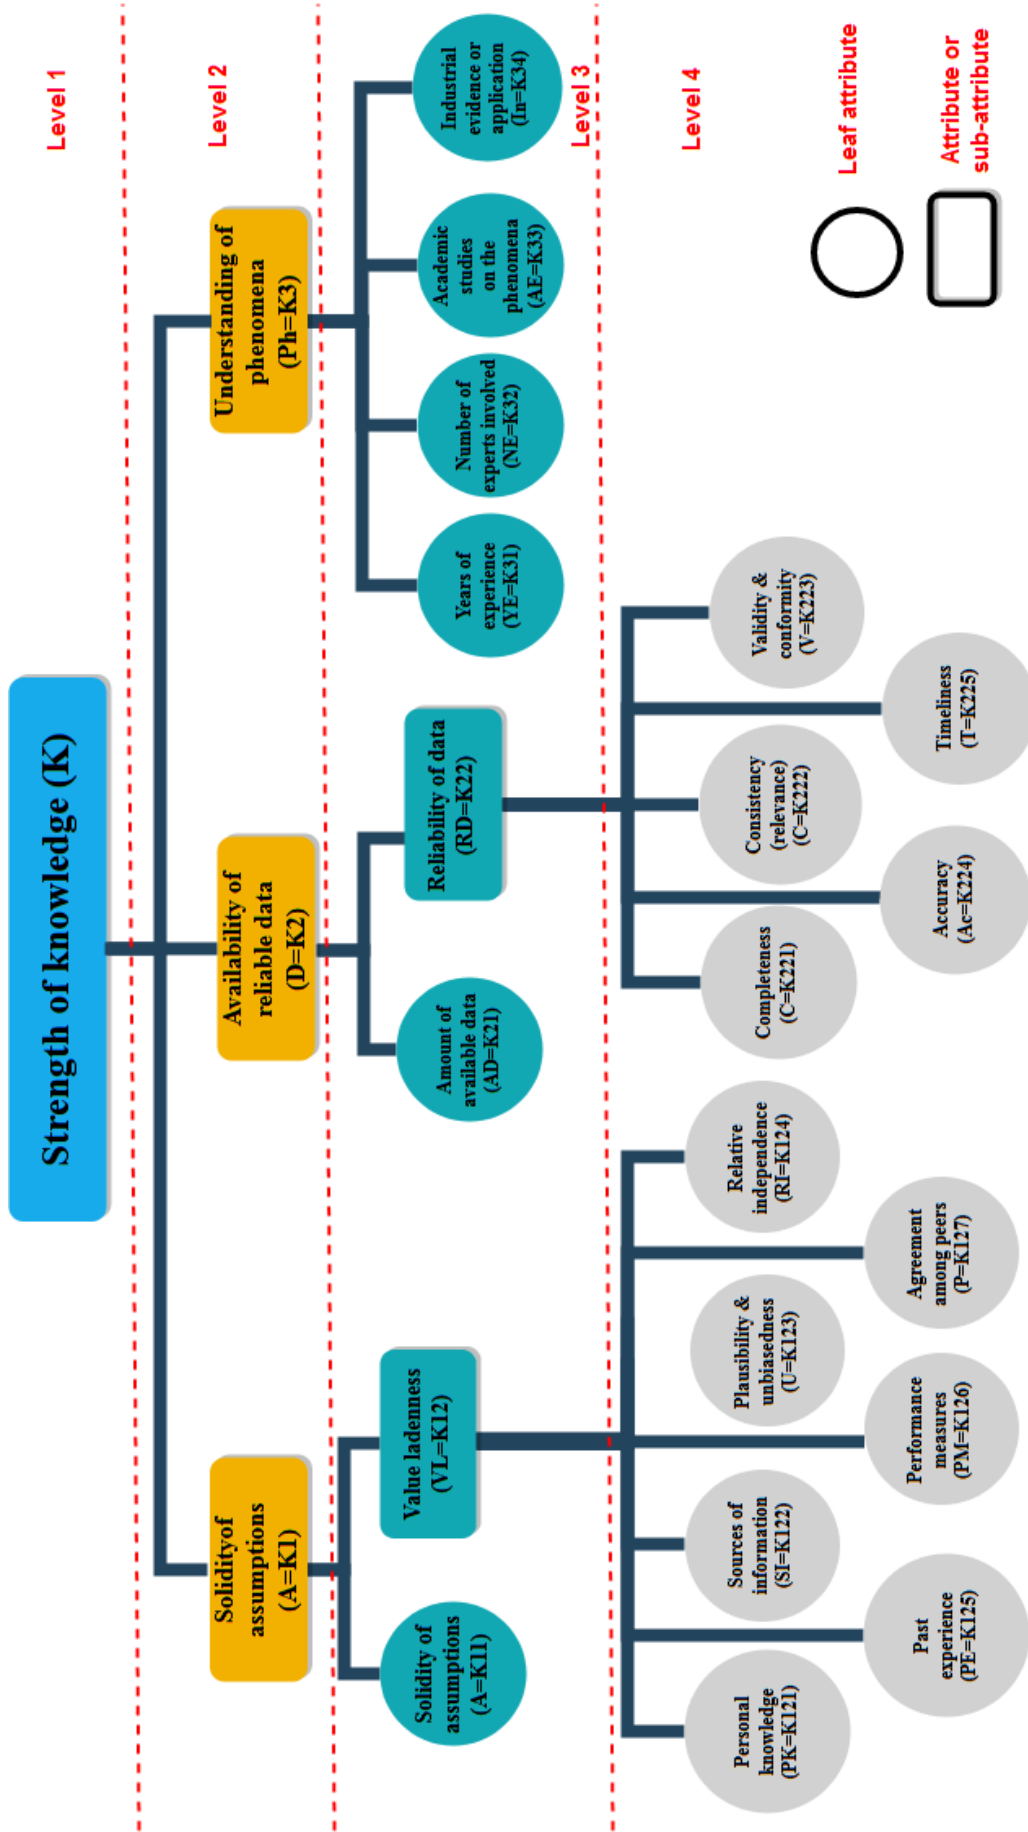 Strength of knowledge (K)
Level 1
Solidityof
assumptions
(A=K1)
Availability of
reliable data
(D=K2)
Understanding of
phenomena
(Ph=K3)
Level 2
Solidity of
assumptions
(A=K11)
Value ladenness
(VL=K12)
Amount of
available data
(AD=K21)
Reliability of data
(RD=K22)
Years of
experience
(YE=K31)
Number of
experts involved
(NE=K32)
Academic
studies
on the
phenomena
(AE=K33)
Industrial
evidence or
application
(In=K34)
Level 3
Personal
knowledge
(PK=K121)
Sources of
information
(SI=K122)
Plausibility &
unbiasedness
(U=K123)
Relative
independence
(RI=K124)
Completeness
(C=K221)
Consistency
(relevance)
(C=K222)
Validity &
conformity
(V=K223)
Level 4
Past
experience
(PE=K125)
Performance
measures
(PM=K126)
Agreement
among peers
(P=K127)
Accuracy
(Ac=K224)
Timeliness
(T=K225)
Leaf attribute
Attribute or
sub-attribute